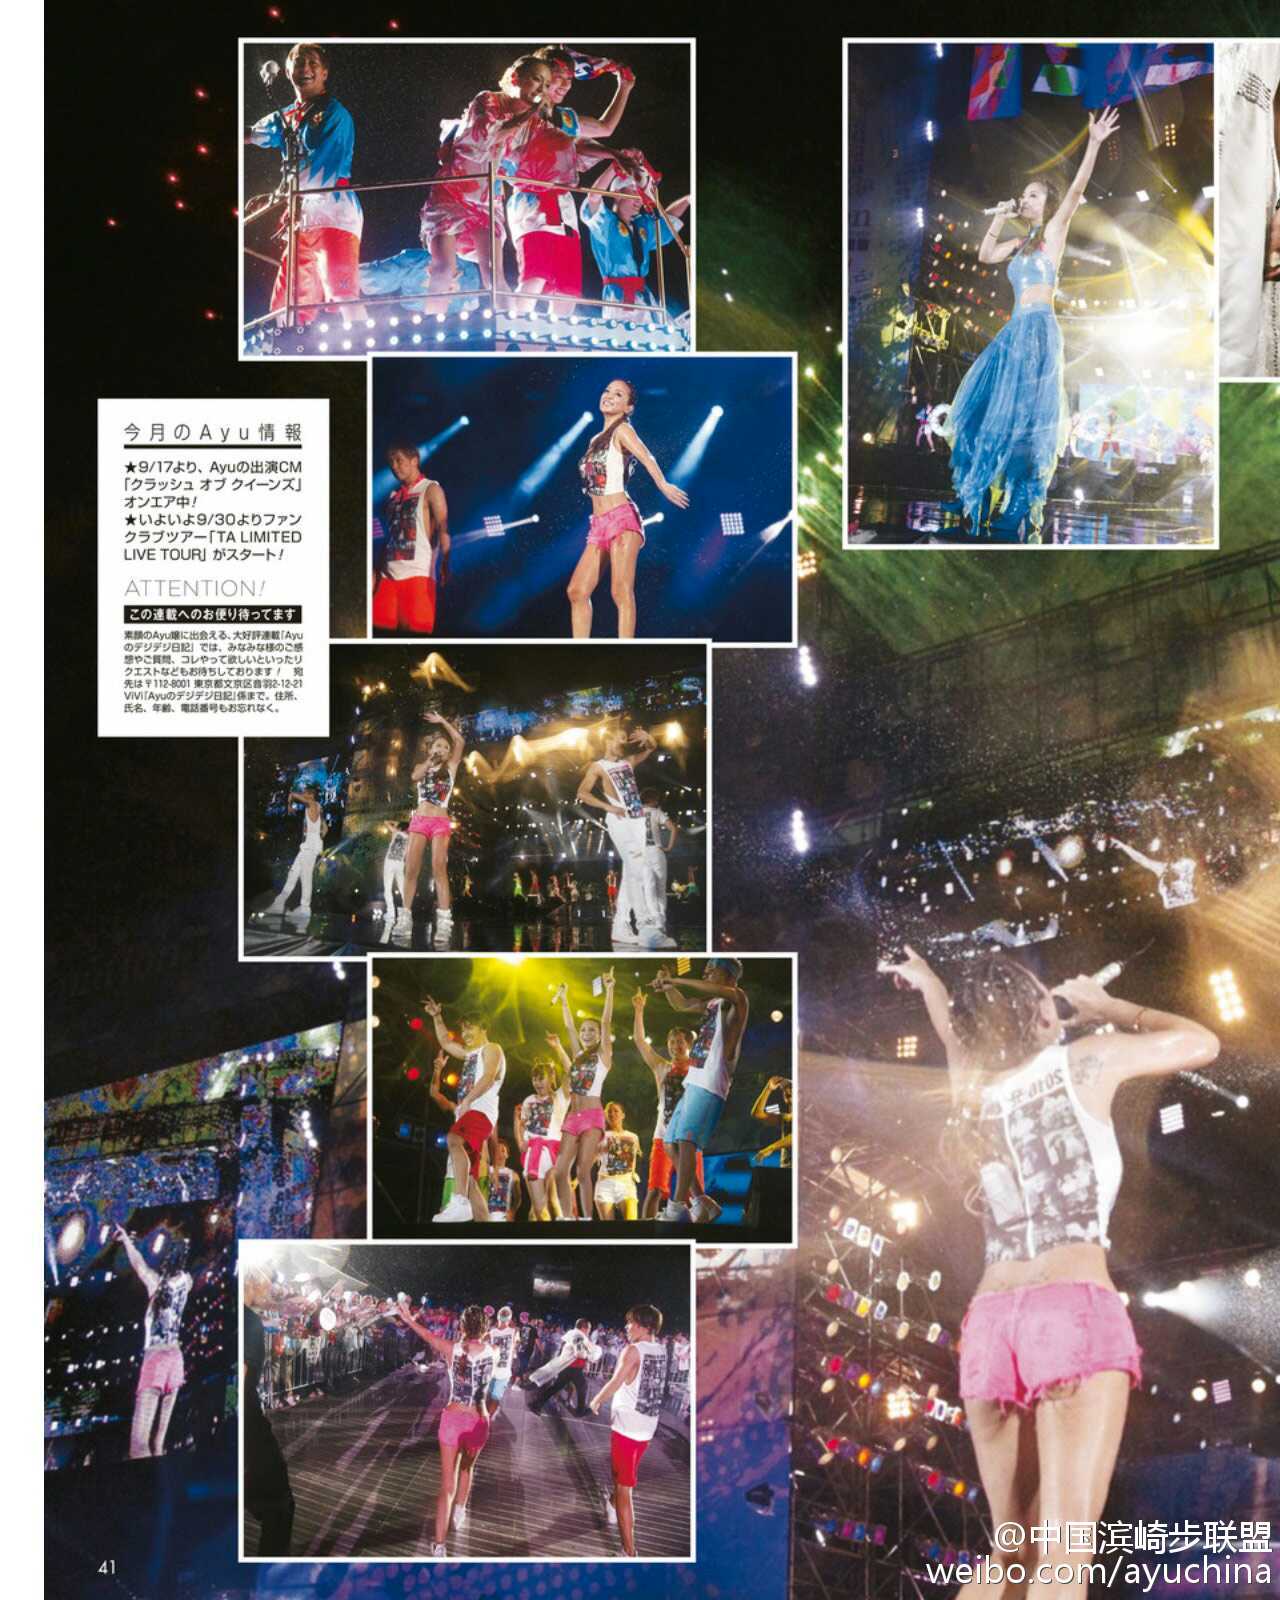 今月のAyu情報
★9/17より、Ayuの出演CM
「クラッシュ オブ クイーンズ」
オンエア中！
★いよいよ9/30よりファン
クラブツアー「TA LIMITED
LIVE TOUR」がスタート！
ATTENTION!
この連載へのお便り待ってます
素顔のAyu嬢に出会える、大好評連載「Ayu
のデジデジ日記」では、みなみな様のご感
想やご質問、コレやって欲しいといったリ
クエストなどもお待ちしております！ 宛
先は〒112-8001 東京都文京区音羽2-12-21
ViVi「Ayuのデジデジ日記」係まで。住所、
氏名、年齢、電話番号もお忘れなく。
41
@中国滨崎步联盟
weibo.com/ayuchina